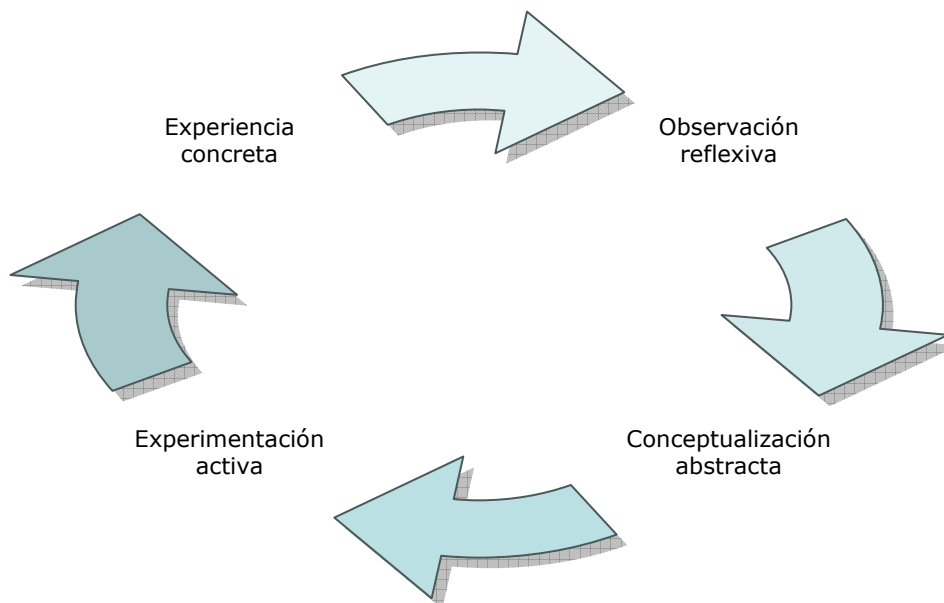 Experiencia
concreta
Observación
reflexiva
Experimentación
activa
Conceptualización
abstracta